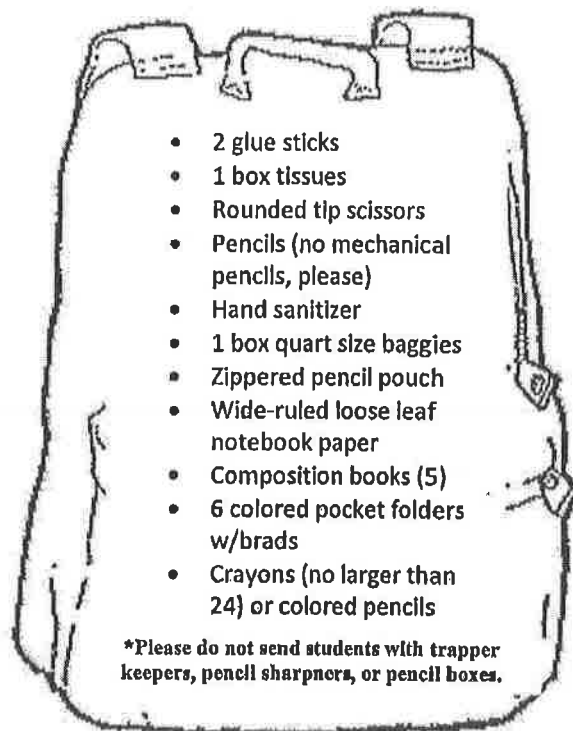 • 2 glue sticks
• 1 box tissues
• Rounded tip scissors
• Pencils (no mechanical
pencils, please)
• Hand sanitizer
• 1 box quart size baggies
• Zippered pencil pouch
• Wide-ruled loose leaf
notebook paper
• Composition books (5)
• 6 colored pocket folders
w/brads
• Crayons (no larger than
24) or colored pencils
*Please do not send students with trapper
keepers, pencil sharpners, or pencil boxes.